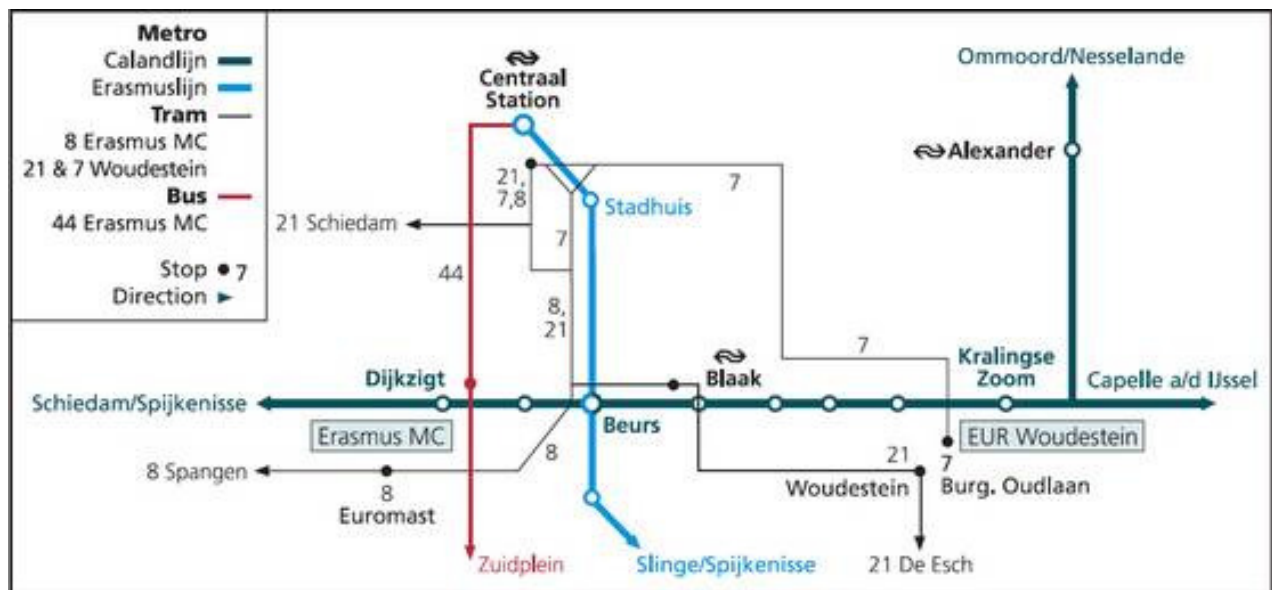 Metro
Calandlijn
Erasmuslijn
Tram
8 Erasmus MC
21 & 7 Woudestein
Bus
44 Erasmus MC
Stop 7
Direction
Centraal
Station
Ommoord/Nesselande
Alexander
21,
7,8
7
Stadhuis
21 Schiedam
7
44
8,
21
7
Dijkzigt
Blaak
Kralingse
Zoom
Capelle a/d IJssel
Schiedam/Spijkenisse
Beurs
Erasmus MC
EUR Woudestein
8
8 Spangen
8
Euromast
21
7
Woudestein
Burg. Oudlaan
Zuidplein
Slinge/Spijkenisse
21 De Esch